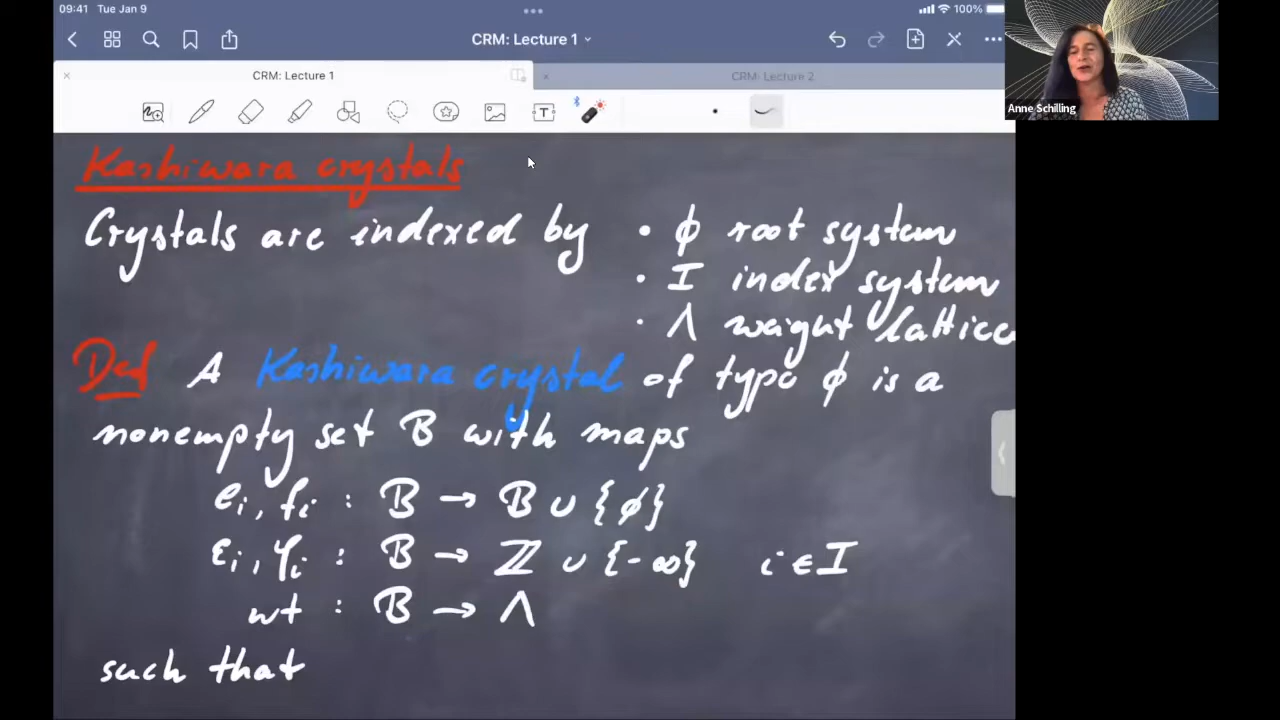 09:41 Tue Jan 9
100%
CRM: Lecture 1
CRM: Lecture 1
CRM: Lecture 2
T
Anne Schilling
Kashiwara crystals
Crystals are indexed by • Φ root system
• I index system
• Λ weight lattice
Def A Kashiwara crystal of type Φ is a
nonempty set B with maps
e_i, f_i : B → B ∪ {∅}
ε_i, φ_i : B → ℤ ∪ {-∞} i ∈ I
wt : B → Λ
such that